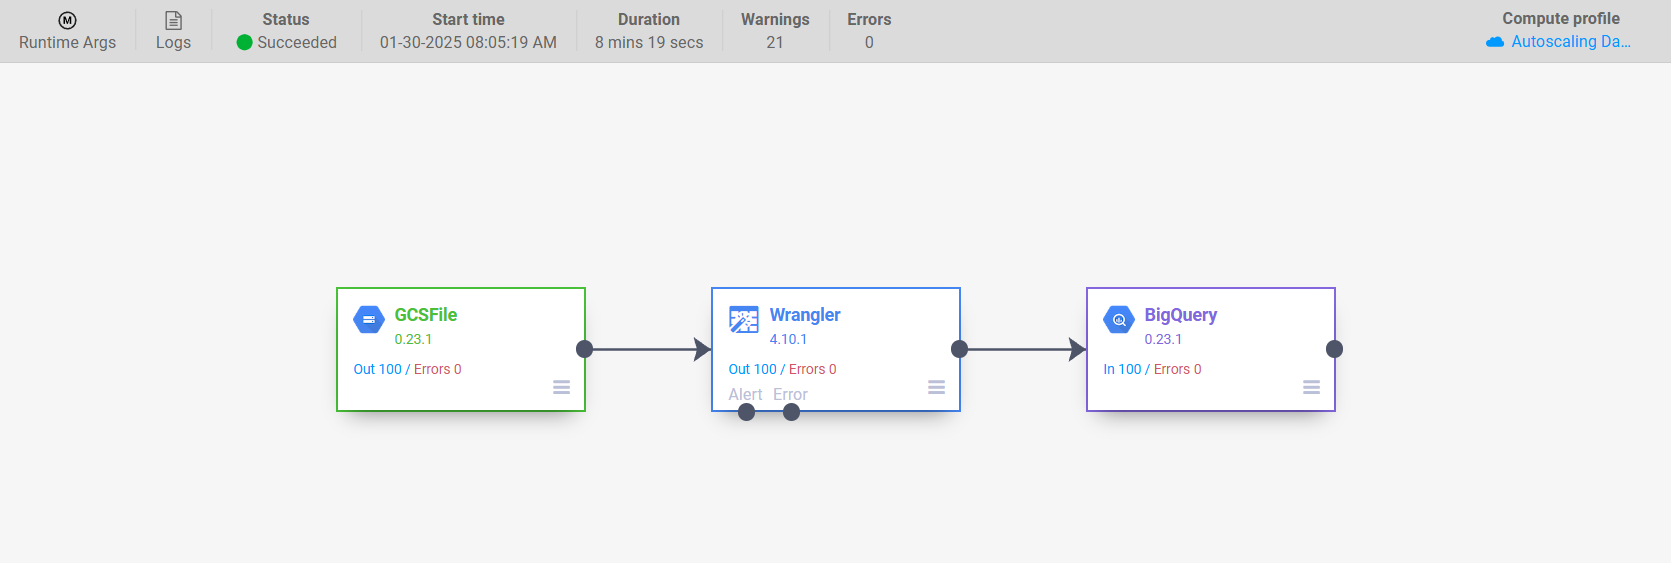 Runtime Args
Logs
Status
Succeeded
Start time
01-30-2025 08:05:19 AM
Duration
8 mins 19 secs
Warnings
21
Errors
0
Compute profile
Autoscaling Da...
GCSFile
0.23.1
Out 100 / Errors 0
Wrangler
4.10.1
Out 100 / Errors 0
Alert Error
BigQuery
0.23.1
In 100 / Errors 0